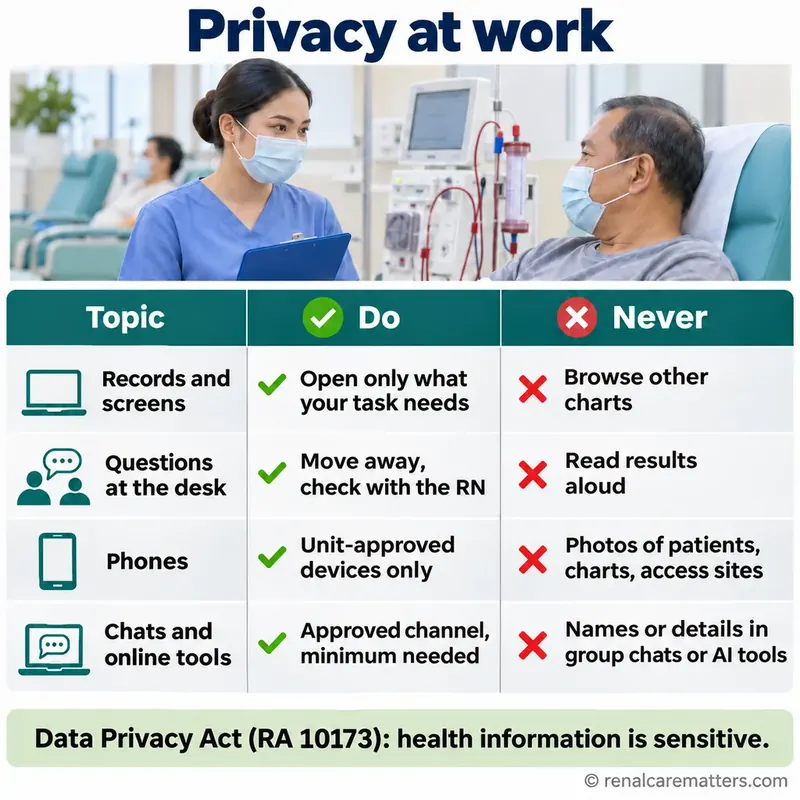 Privacy at work
Topic
Do
Never
Records and
screens
Open only what
your task needs
Browse other
charts
Questions
at the desk
Move away,
check with the RN
Read results
aloud
Phones
Unit-approved
devices only
Photos of patients,
charts, access sites
Chats and
online tools
Approved channel,
minimum needed
Names or details in
group chats or AI tools
Data Privacy Act (RA 10173): health information is sensitive.
© renalcarematters.com